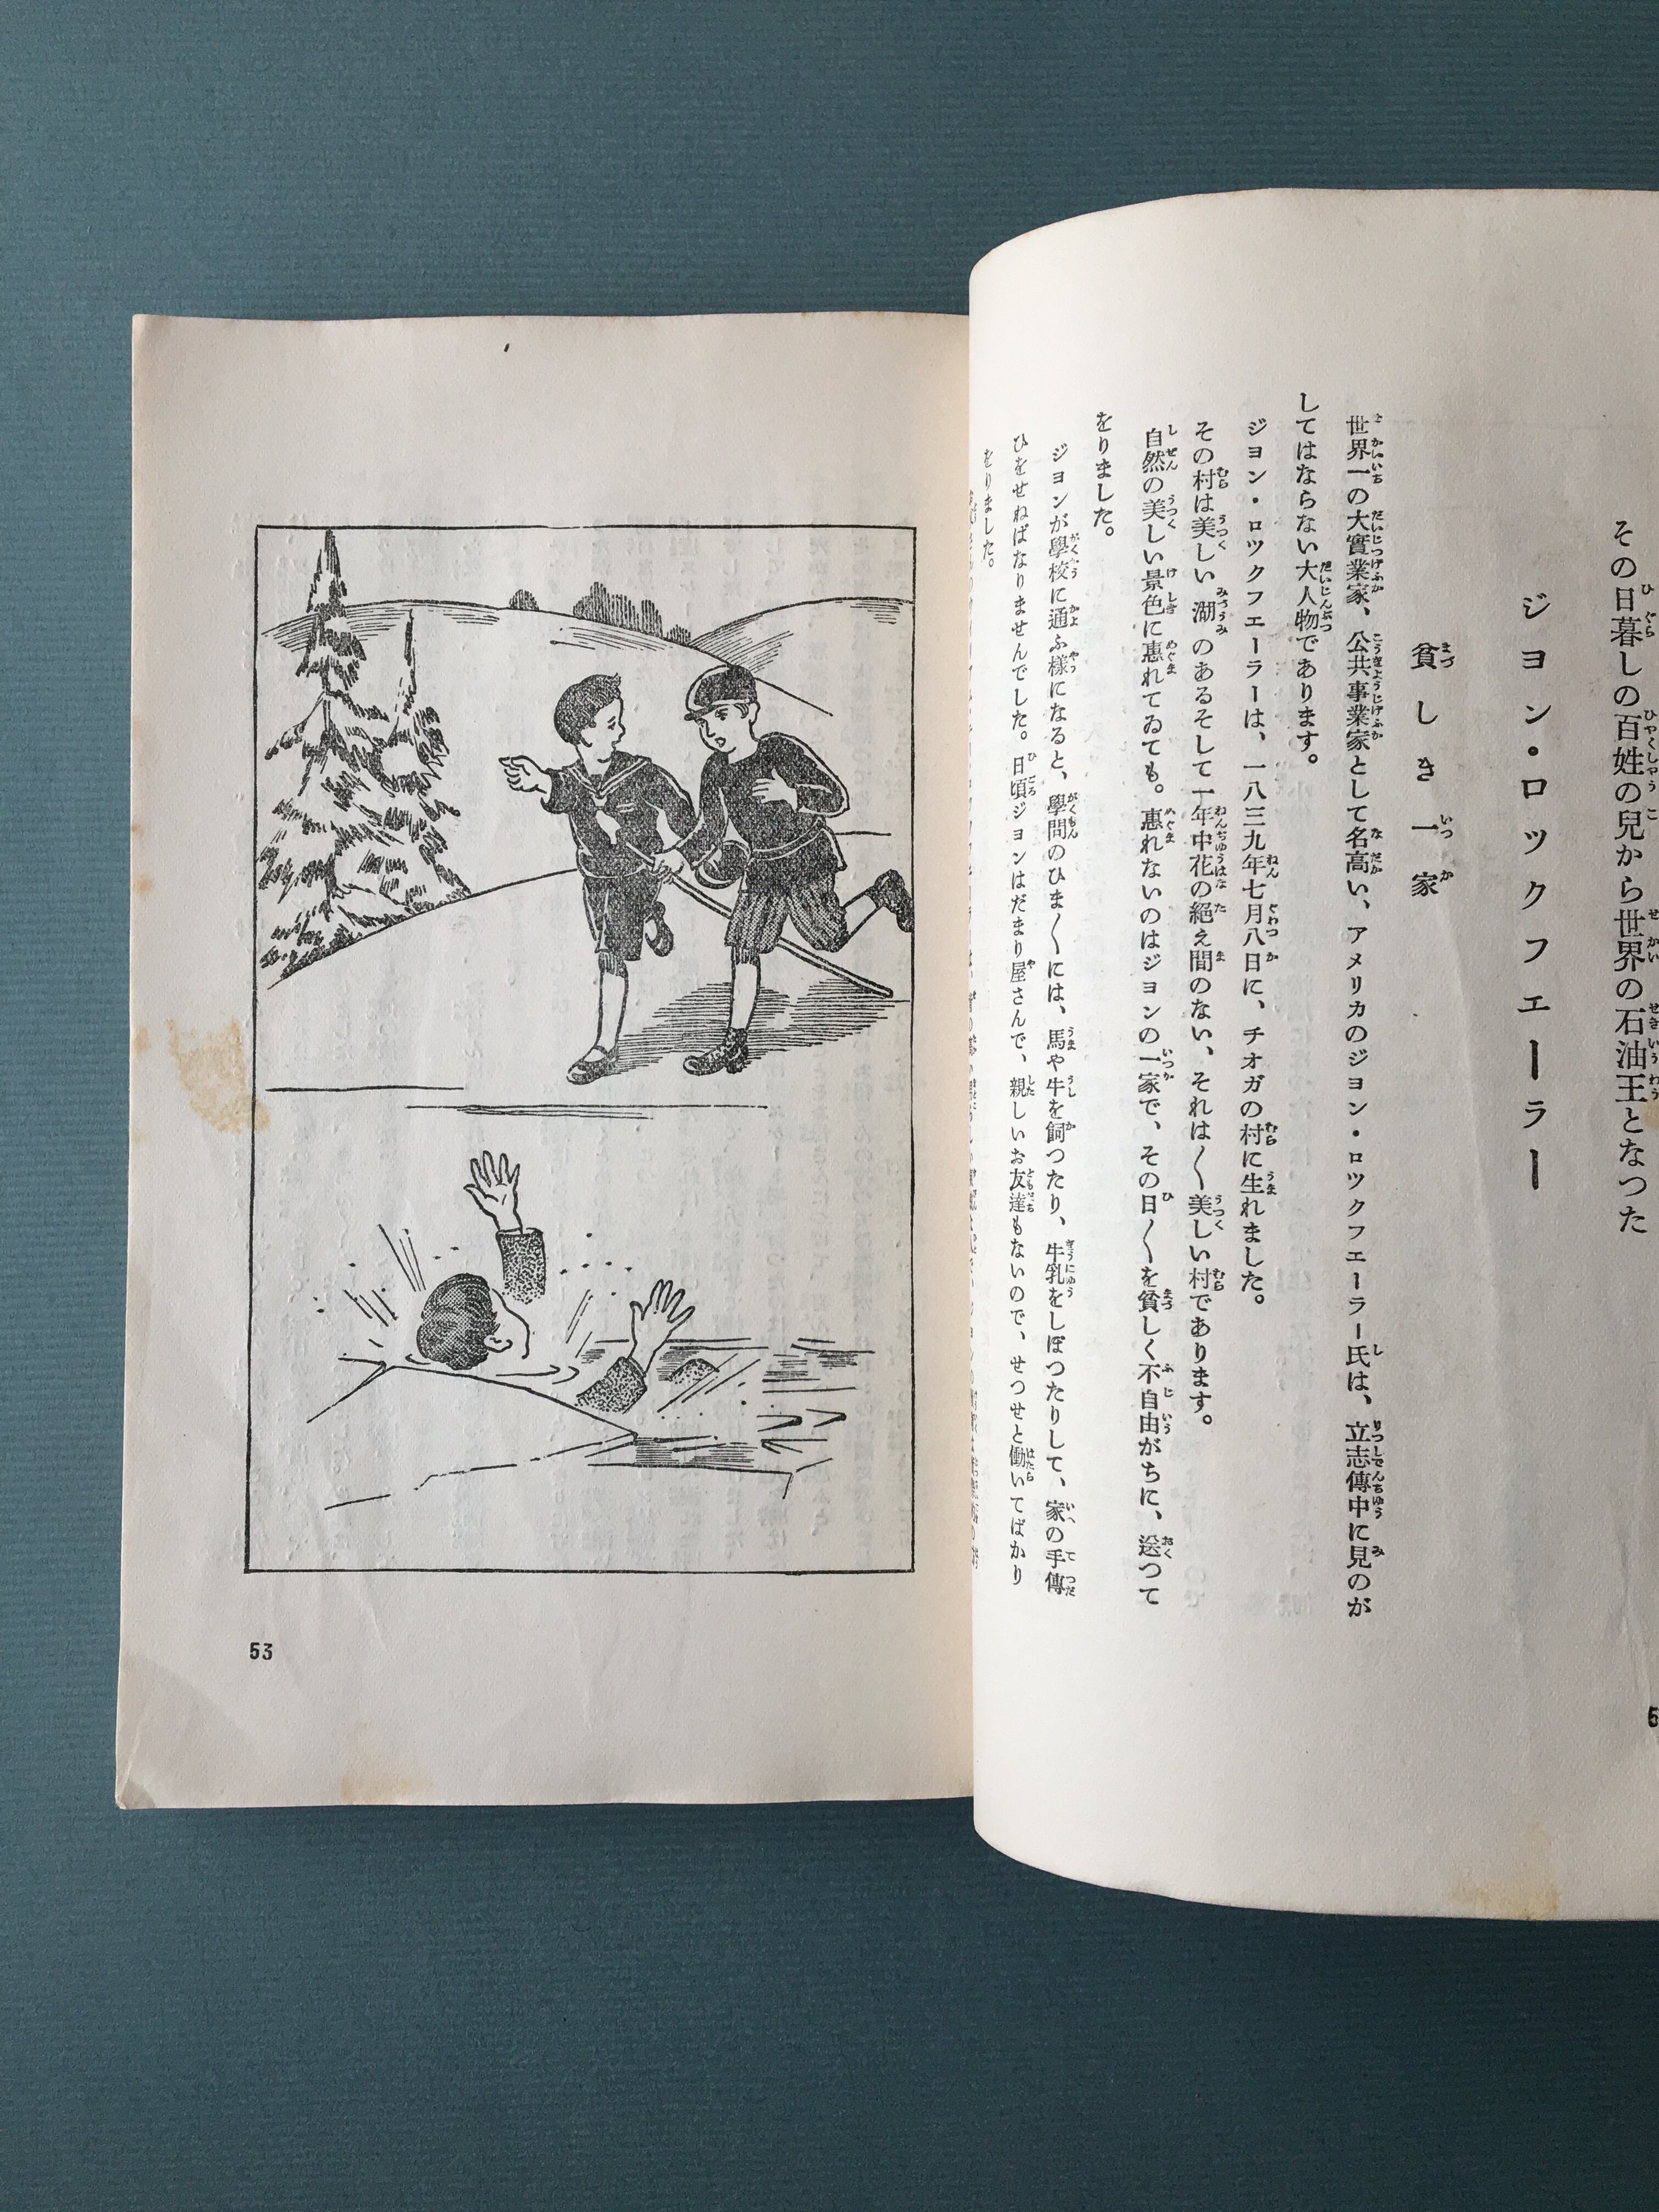 その日暮しの百姓の兒から世界の石油王となつた
ジヨン・ロツクフエーラー
貧しき一家
世界一の大實業家、公共事業家として名高い、アメリカのジヨン・ロツクフエーラー氏は、立志傳中に見のが
してはならない大人物であります。
ジヨン・ロツクフエーラーは、一八三九年七月八日に、チオガの村に生れました。
その村は美しい湖のあるそして一年中花の絶え間のない、それは〱美しい村であります。
自然の美しい景色に惠れてゐても。惠れないのはジヨンの一家で、その日〱を貧しく不自由がちに、送つて
をりました。
ジヨンが學校に通ふ樣になると、學問のひま〱には、馬や牛を飼つたり、牛乳をしぼつたりして、家の手傳
ひをせねばなりませんでした。日頃ジヨンはだまり屋さんで、親しいお友達もないので、せつせと働いてばかり
をりました。
53